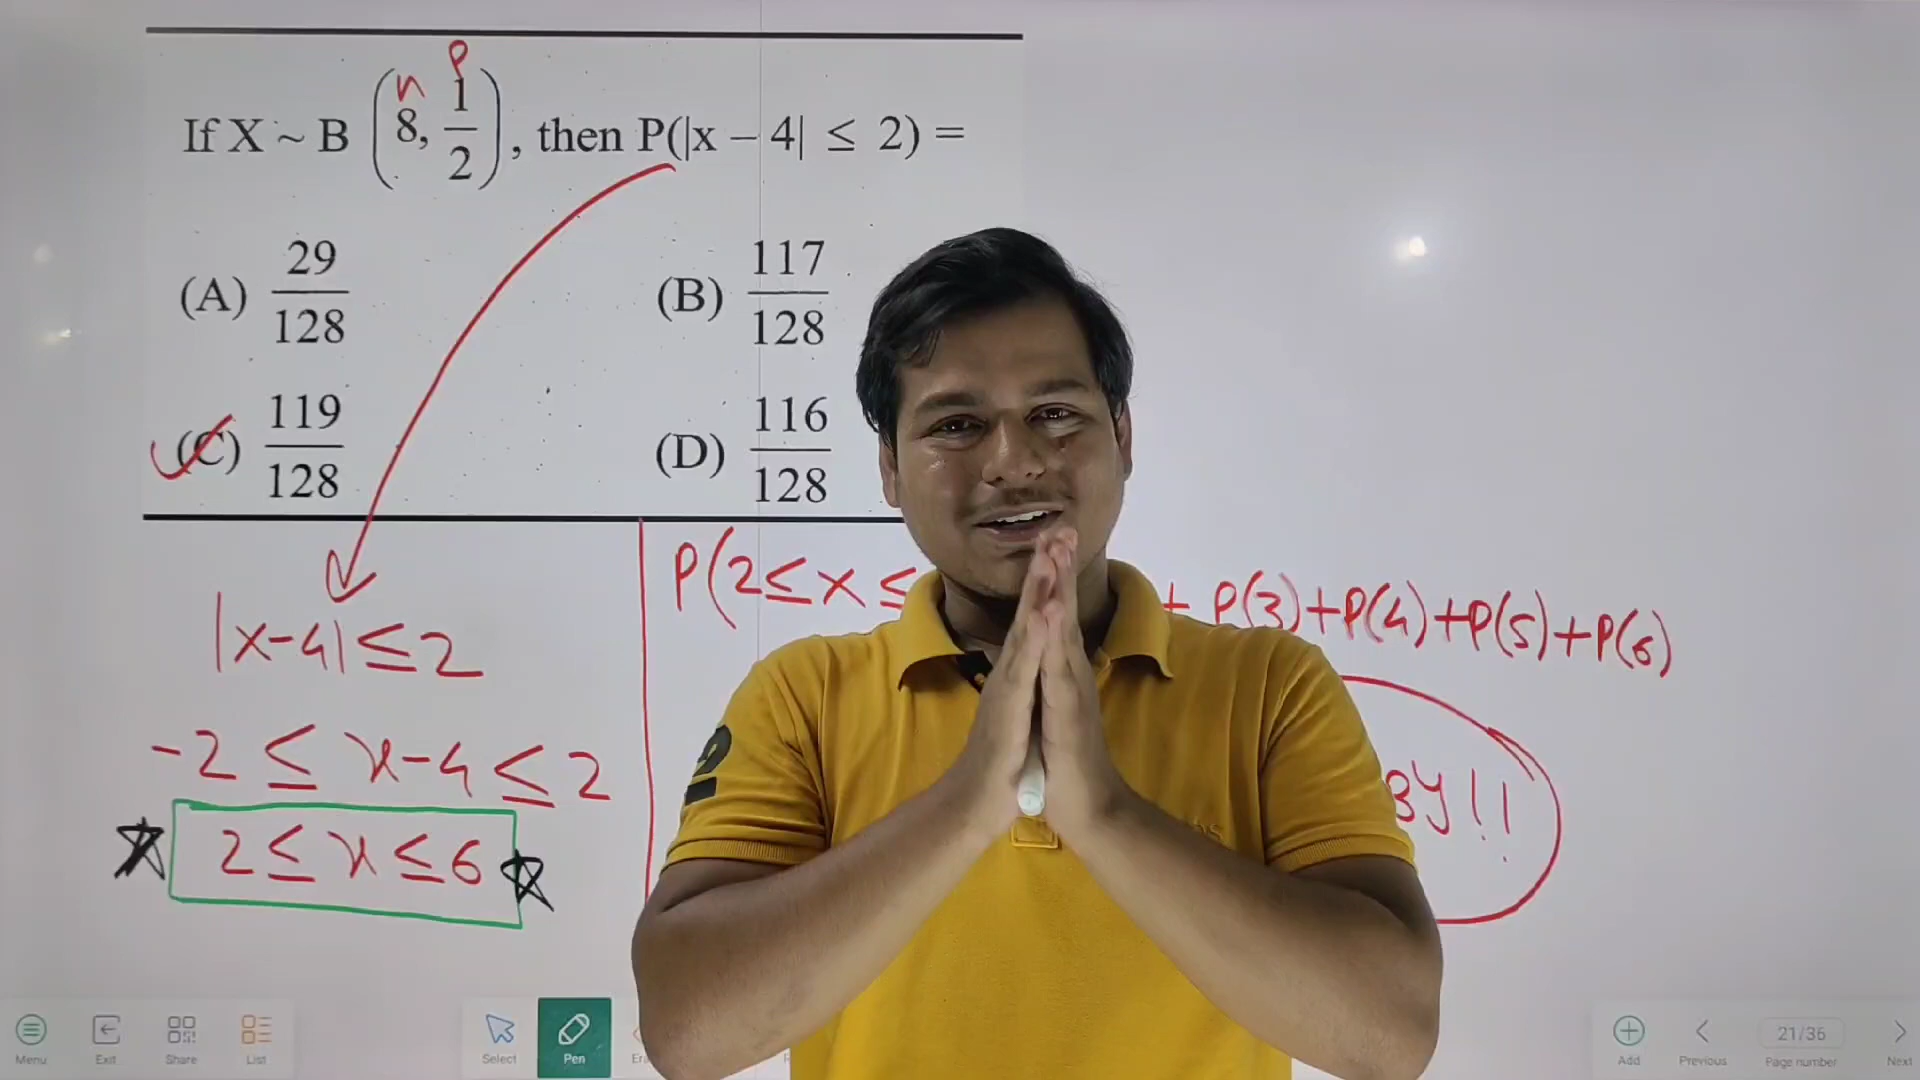 If X ~ B (8, 1/2), then P(|x – 4| ≤ 2) =
n p
(A) 29/128
(B) 117/128
(C) 119/128
(D) 116/128
|x-4| ≤ 2
-2 ≤ x-4 ≤ 2
2 ≤ x ≤ 6
P(2 ≤ x ≤ + P(3)+P(4)+P(5)+P(6)
BY!!
Menu Exit Share List Select Pen Add Previous 21/36 Page number Next